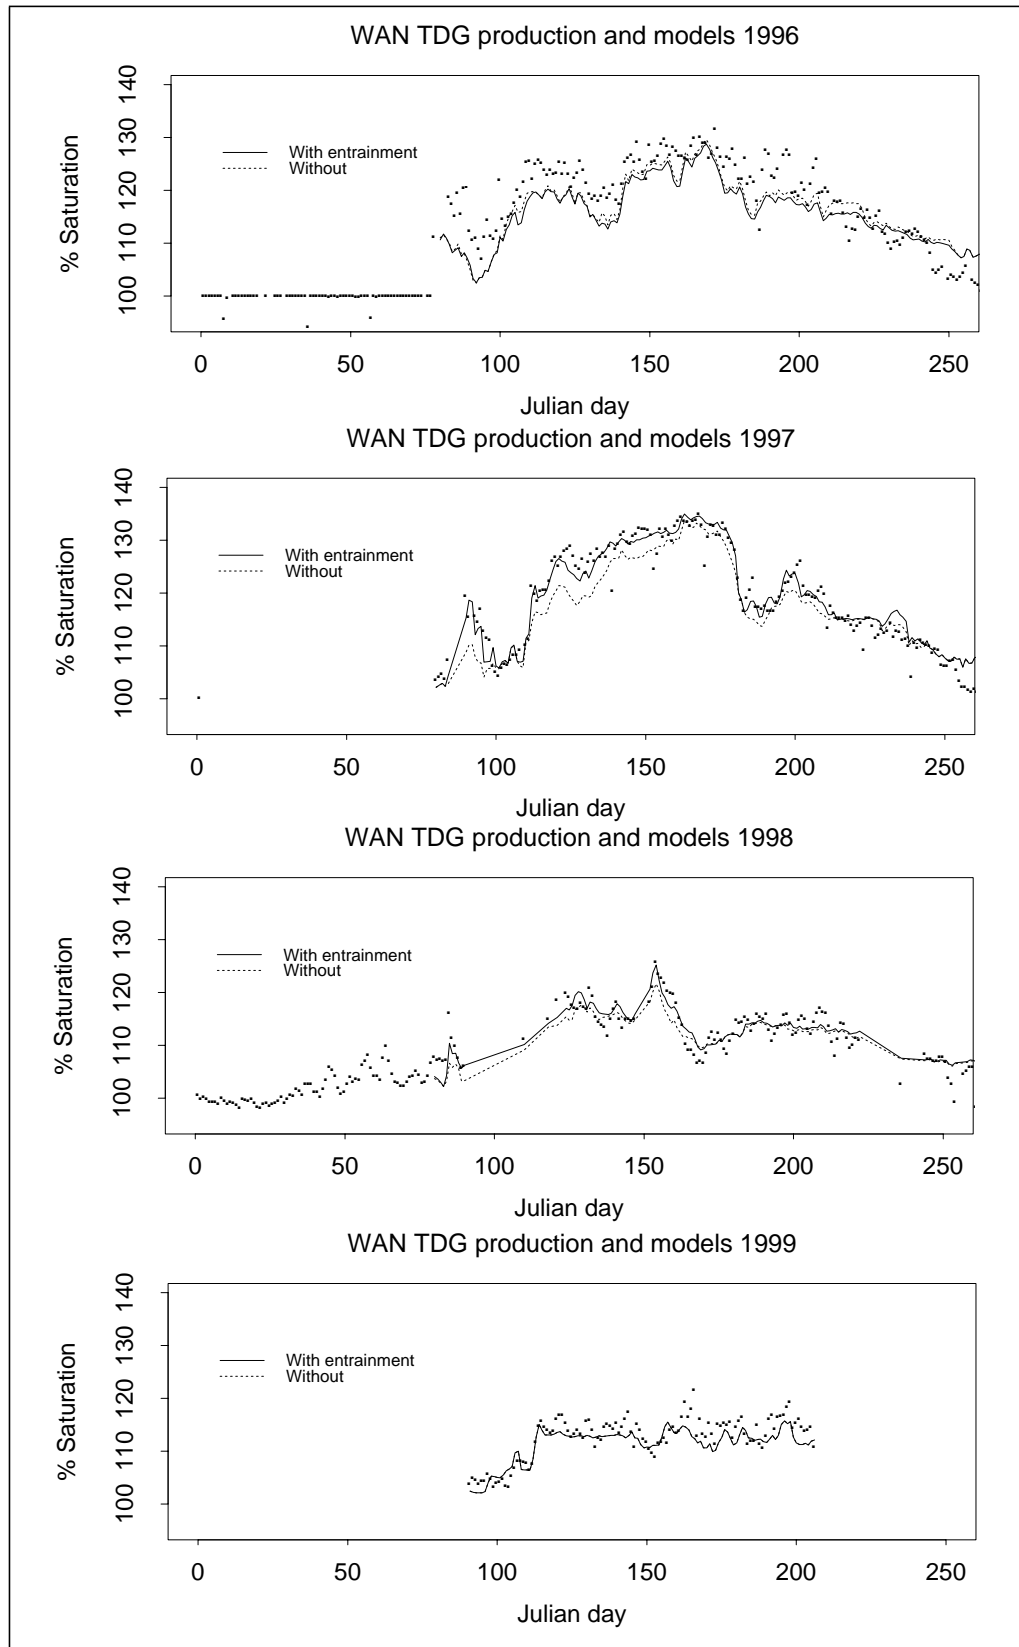 WAN TDG production and models 1996
% Saturation
140
130
120
110
100
With entrainment
Without
0 50 100 150 200 250
Julian day
WAN TDG production and models 1997
% Saturation
140
130
120
110
100
With entrainment
Without
0 50 100 150 200 250
Julian day
WAN TDG production and models 1998
% Saturation
140
130
120
110
100
With entrainment
Without
0 50 100 150 200 250
Julian day
WAN TDG production and models 1999
% Saturation
140
130
120
110
100
With entrainment
Without
0 50 100 150 200 250
Julian day